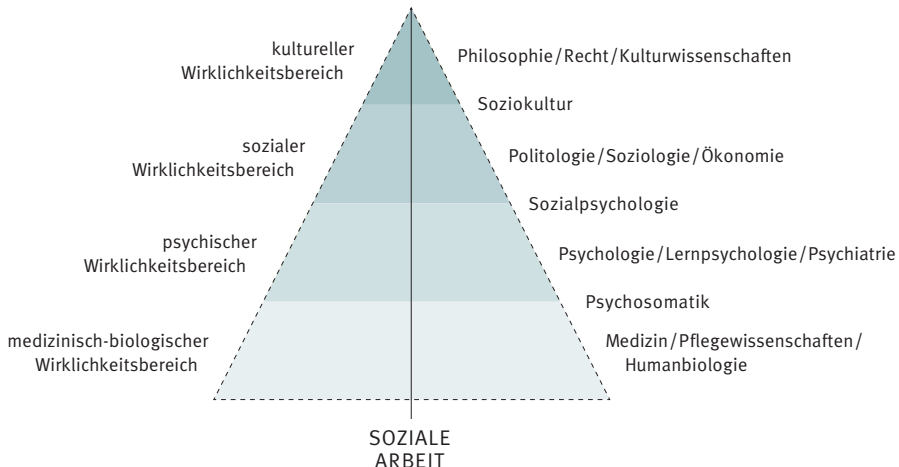 kultureller
Wirklichkeitsbereich
Philosophie/Recht/Kulturwissenschaften
Soziokultur
sozialer
Wirklichkeitsbereich
Politologie/Soziologie/Ökonomie
Sozialpsychologie
psychischer
Wirklichkeitsbereich
Psychologie/Lernpsychologie/Psychiatrie
Psychosomatik
medizinisch-biologischer
Wirklichkeitsbereich
Medizin/Pflegewissenschaften/
Humanbiologie
SOZIALE
ARBEIT